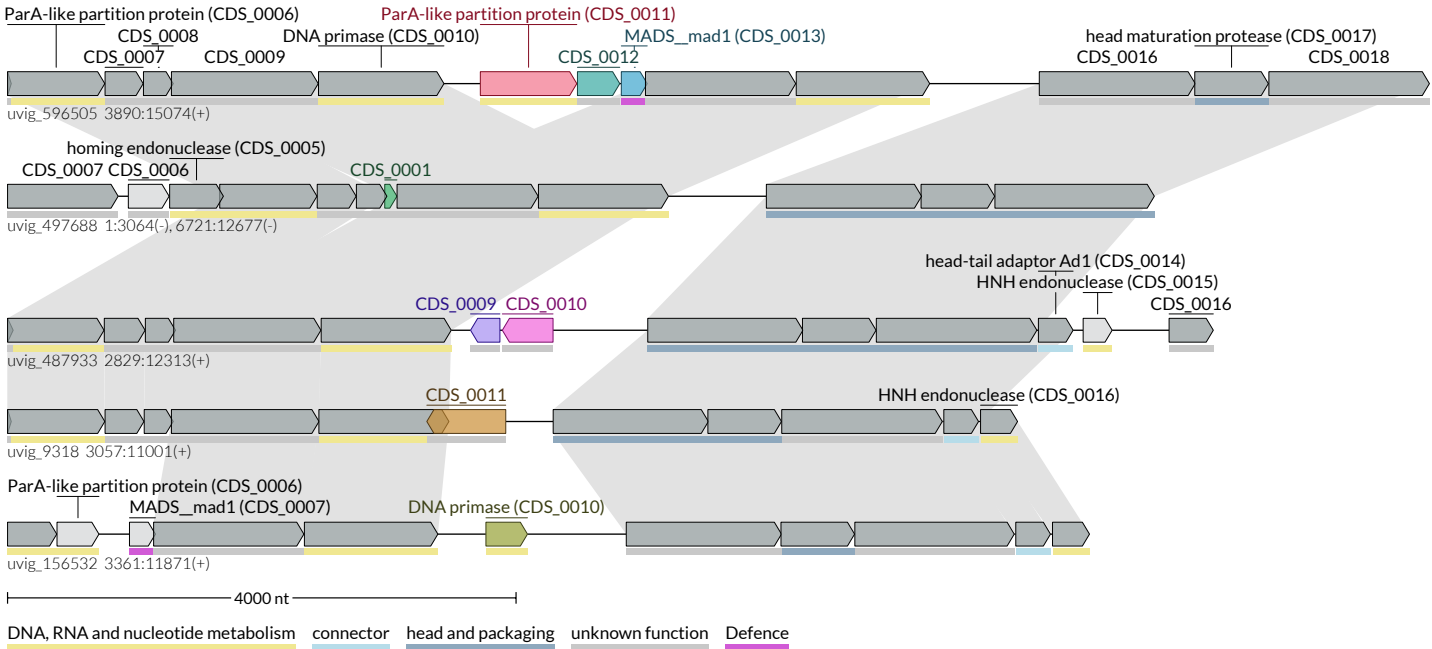 ParA-like partition protein (CDS_0006) ParA-like partition protein (CDS_0011)
CDS_0008 DNA primase (CDS_0010) MADS__mad1 (CDS_0013) head maturation protease (CDS_0017)
CDS_0007 CDS_0009 CDS_0012 CDS_0016 CDS_0018
uvig_596505 3890:15074(+)
homing endonuclease (CDS_0005)
CDS_0007 CDS_0006 CDS_0001
uvig_497688 1:3064(-), 6721:12677(-)
head-tail adaptor Ad1 (CDS_0014)
HNH endonuclease (CDS_0015)
CDS_0009 CDS_0010 CDS_0016
uvig_487933 2829:12313(+)
CDS_0011 HNH endonuclease (CDS_0016)
uvig_9318 3057:11001(+)
ParA-like partition protein (CDS_0006)
MADS__mad1 (CDS_0007) DNA primase (CDS_0010)
uvig_156532 3361:11871(+)
4000 nt
DNA, RNA and nucleotide metabolism connector head and packaging unknown function Defence